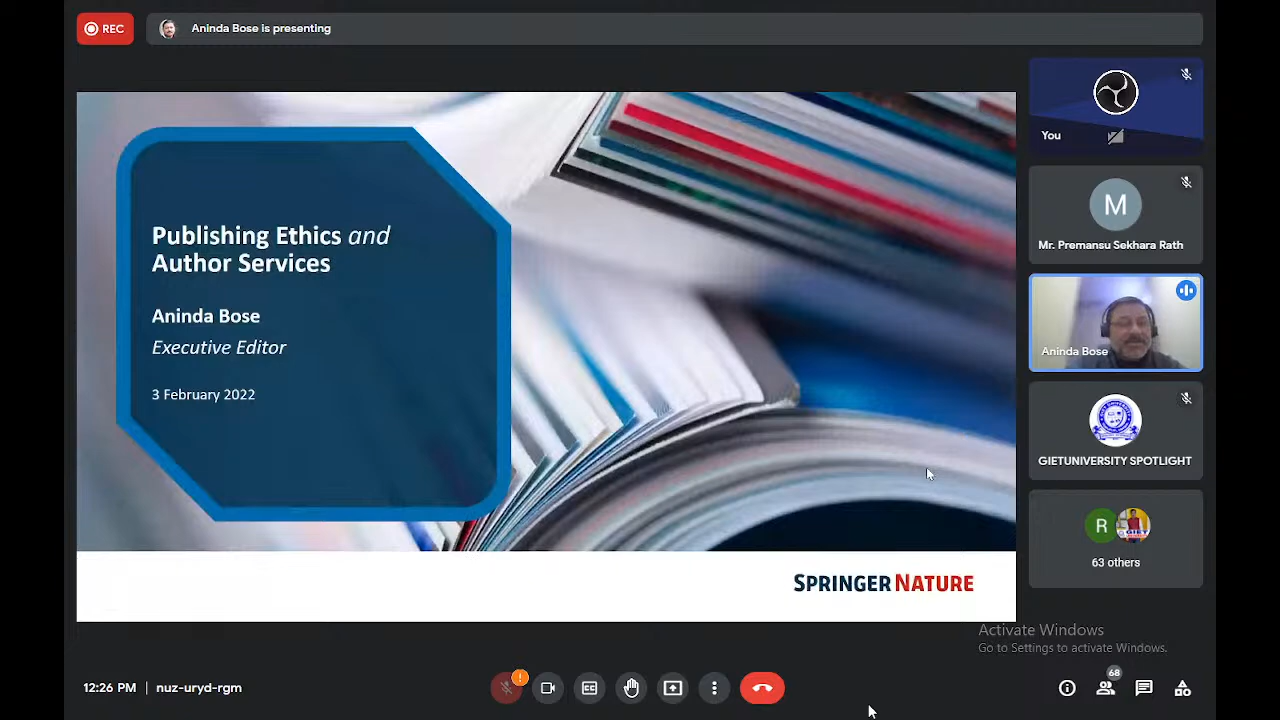 REC
Aninda Bose is presenting
Publishing Ethics and
Author Services
Aninda Bose
Executive Editor
3 February 2022
SPRINGER NATURE
You
M
Mr. Premansu Sekhara Rath
Aninda Bose
GIETUNIVERSITY SPOTLIGHT
R
GIET
63 others
Activate Windows
Go to Settings to activate Windows.
12:26 PM | nuz-uryd-rgm
!
CC
68